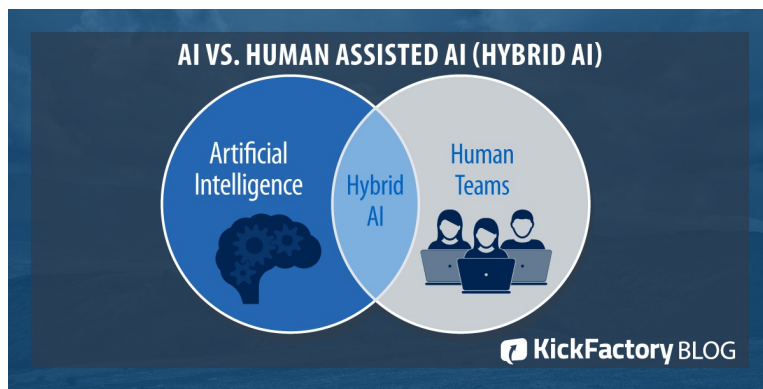 AI VS. HUMAN ASSISTED AI (HYBRID AI)
Artificial
Intelligence
Hybrid
AI
Human
Teams
KickFactory BLOG